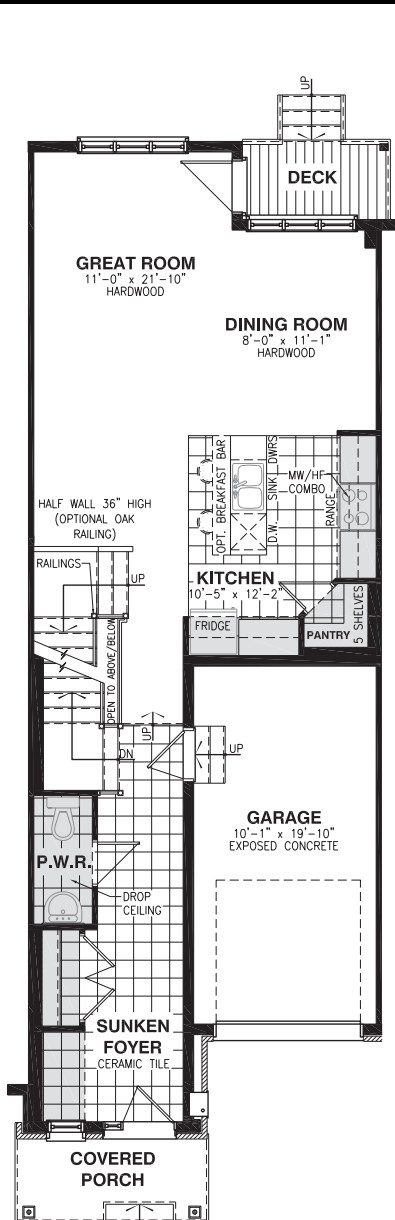 UP
DECK
GREAT ROOM
11'-0" x 21'-10"
HARDWOOD
DINING ROOM
8'-0" x 11'-1"
HARDWOOD
OPT. BREAKFAST BAR
D.W. SINK DWRS
MW/HF
COMBO
RANGE
HALF WALL 36" HIGH
(OPTIONAL OAK
RAILING)
RAILINGS
UP
KITCHEN
10'-5" x 12'-2"
FRIDGE
PANTRY
5 SHELVES
OPEN TO ABOVE/BELOW
UP
UP
DN
GARAGE
10'-1" x 19'-10"
EXPOSED CONCRETE
P.W.R.
DROP
CEILING
SUNKEN
FOYER
CERAMIC TILE
COVERED
PORCH